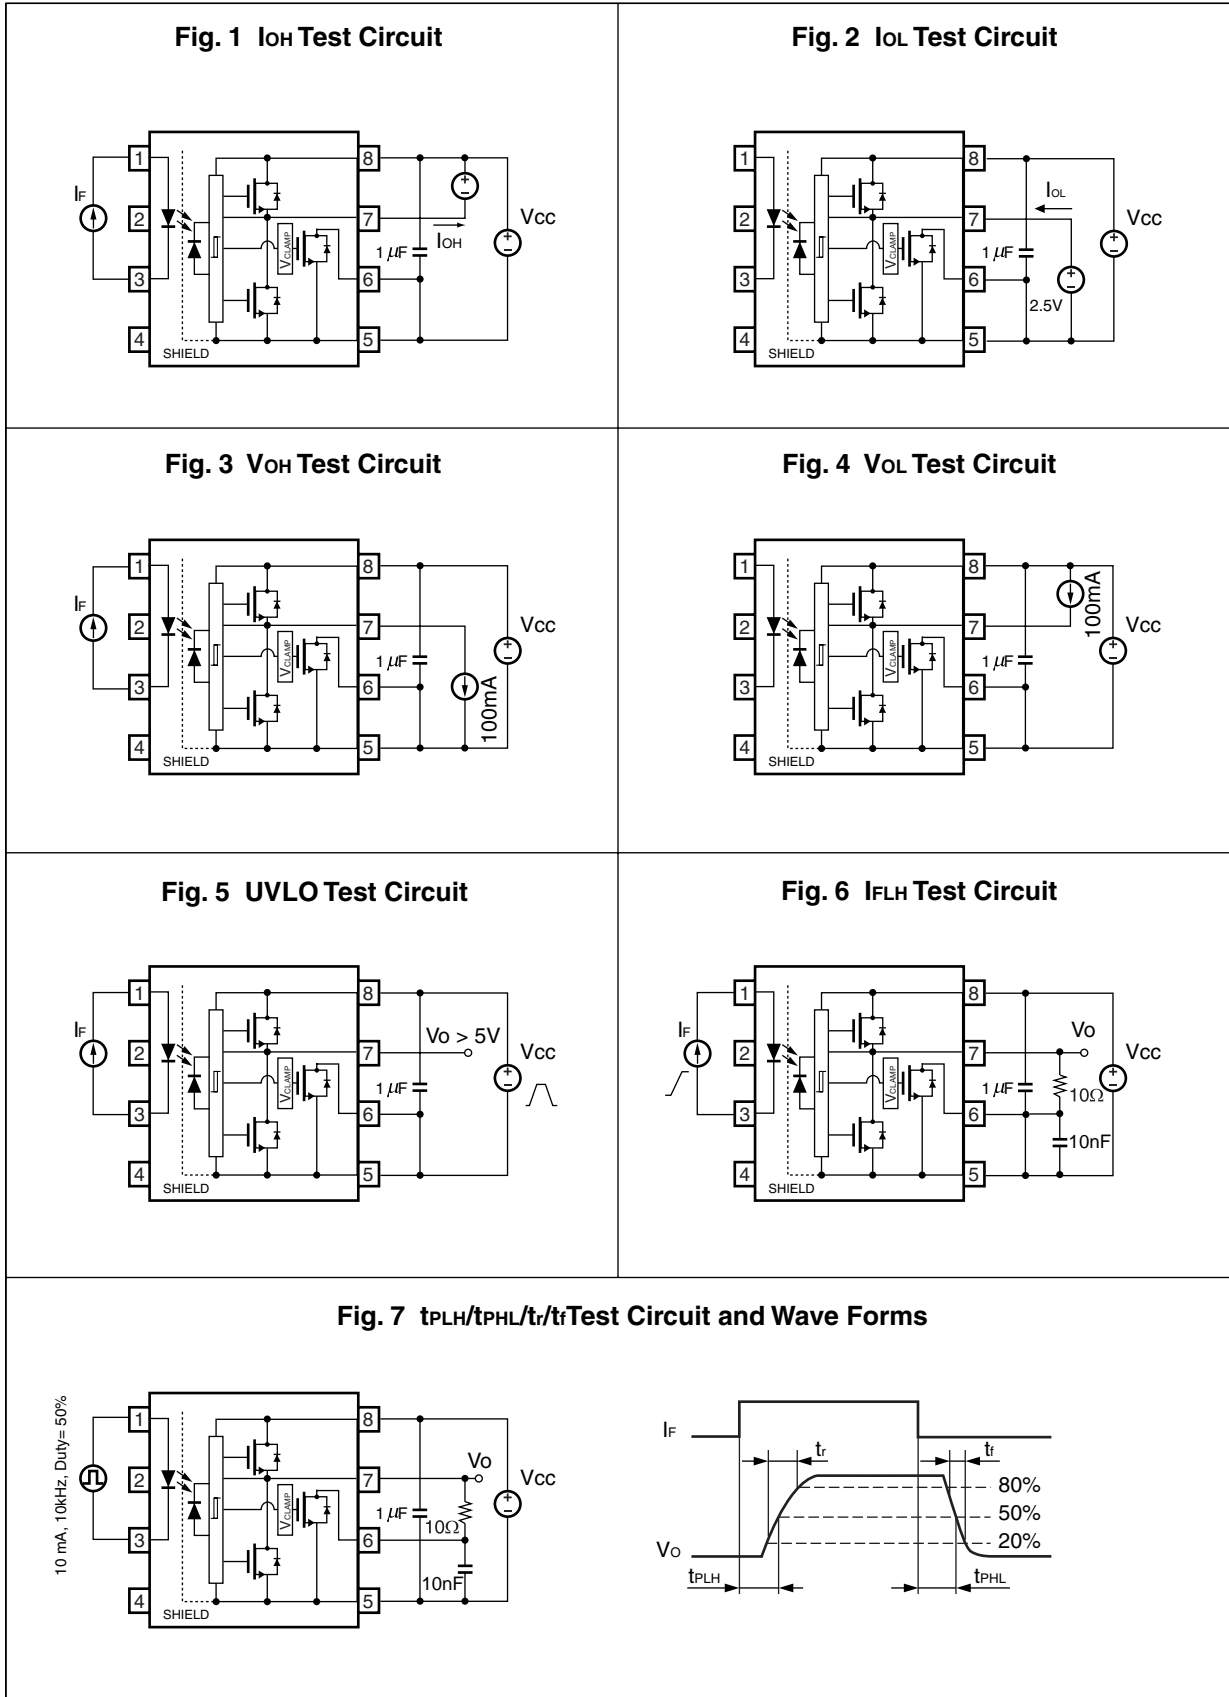 Fig. 1 IOH Test Circuit
1
2
3
4
8
7
6
5
IF
VCLAMP
SHIELD
IOH
1 μF
Vcc
Fig. 2 IOL Test Circuit
1
2
3
4
8
7
6
5
VCLAMP
SHIELD
IOL
1 μF
2.5V
Vcc
Fig. 3 VOH Test Circuit
1
2
3
4
8
7
6
5
IF
VCLAMP
SHIELD
1 μF
100mA
Vcc
Fig. 4 VOL Test Circuit
1
2
3
4
8
7
6
5
VCLAMP
SHIELD
1 μF
100mA
Vcc
Fig. 5 UVLO Test Circuit
1
2
3
4
8
7
6
5
IF
VCLAMP
SHIELD
Vo > 5V
1 μF
Vcc
Fig. 6 IFLH Test Circuit
1
2
3
4
8
7
6
5
IF
VCLAMP
SHIELD
Vo
1 μF
10Ω
10nF
Vcc
Fig. 7 tPLH/tPHL/tr/tf Test Circuit and Wave Forms
10 mA, 10kHz, Duty= 50%
1
2
3
4
8
7
6
5
VCLAMP
SHIELD
Vo
1 μF
10Ω
10nF
Vcc
IF
tr
tf
80%
50%
20%
VO
tPLH
tPHL